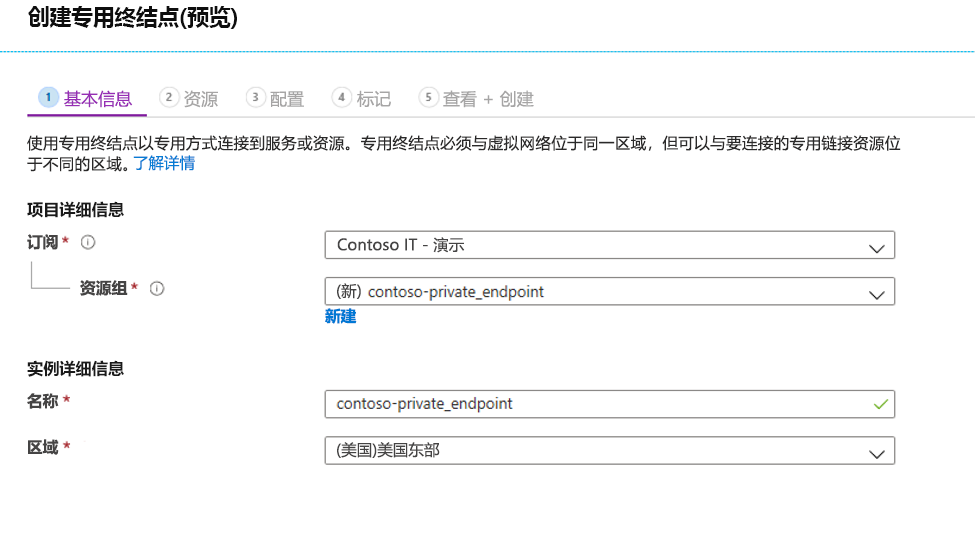 创建专用终结点(预览)
1 基本信息 2 资源 3 配置 4 标记 5 查看 + 创建
使用专用终结点以专用方式连接到服务或资源。专用终结点必须与虚拟网络位于同一区域，但可以与要连接的专用链接资源位
于不同的区域。了解详情
项目详细信息
订阅 * Contoso IT - 演示
资源组 * (新) contoso-private_endpoint
新建
实例详细信息
名称 * contoso-private_endpoint
区域 * (美国)美国东部